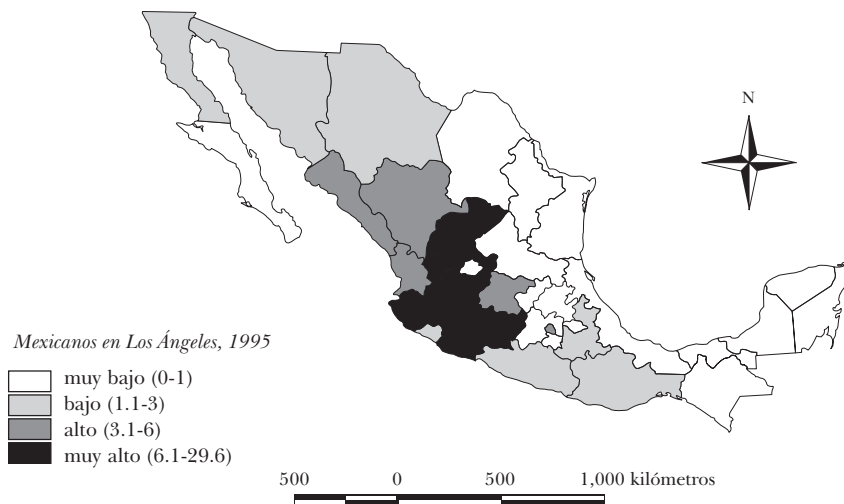 N
Mexicanos en Los Ángeles, 1995
muy bajo (0-1)
bajo (1.1-3)
alto (3.1-6)
muy alto (6.1-29.6)
500 0 500 1,000 kilómetros